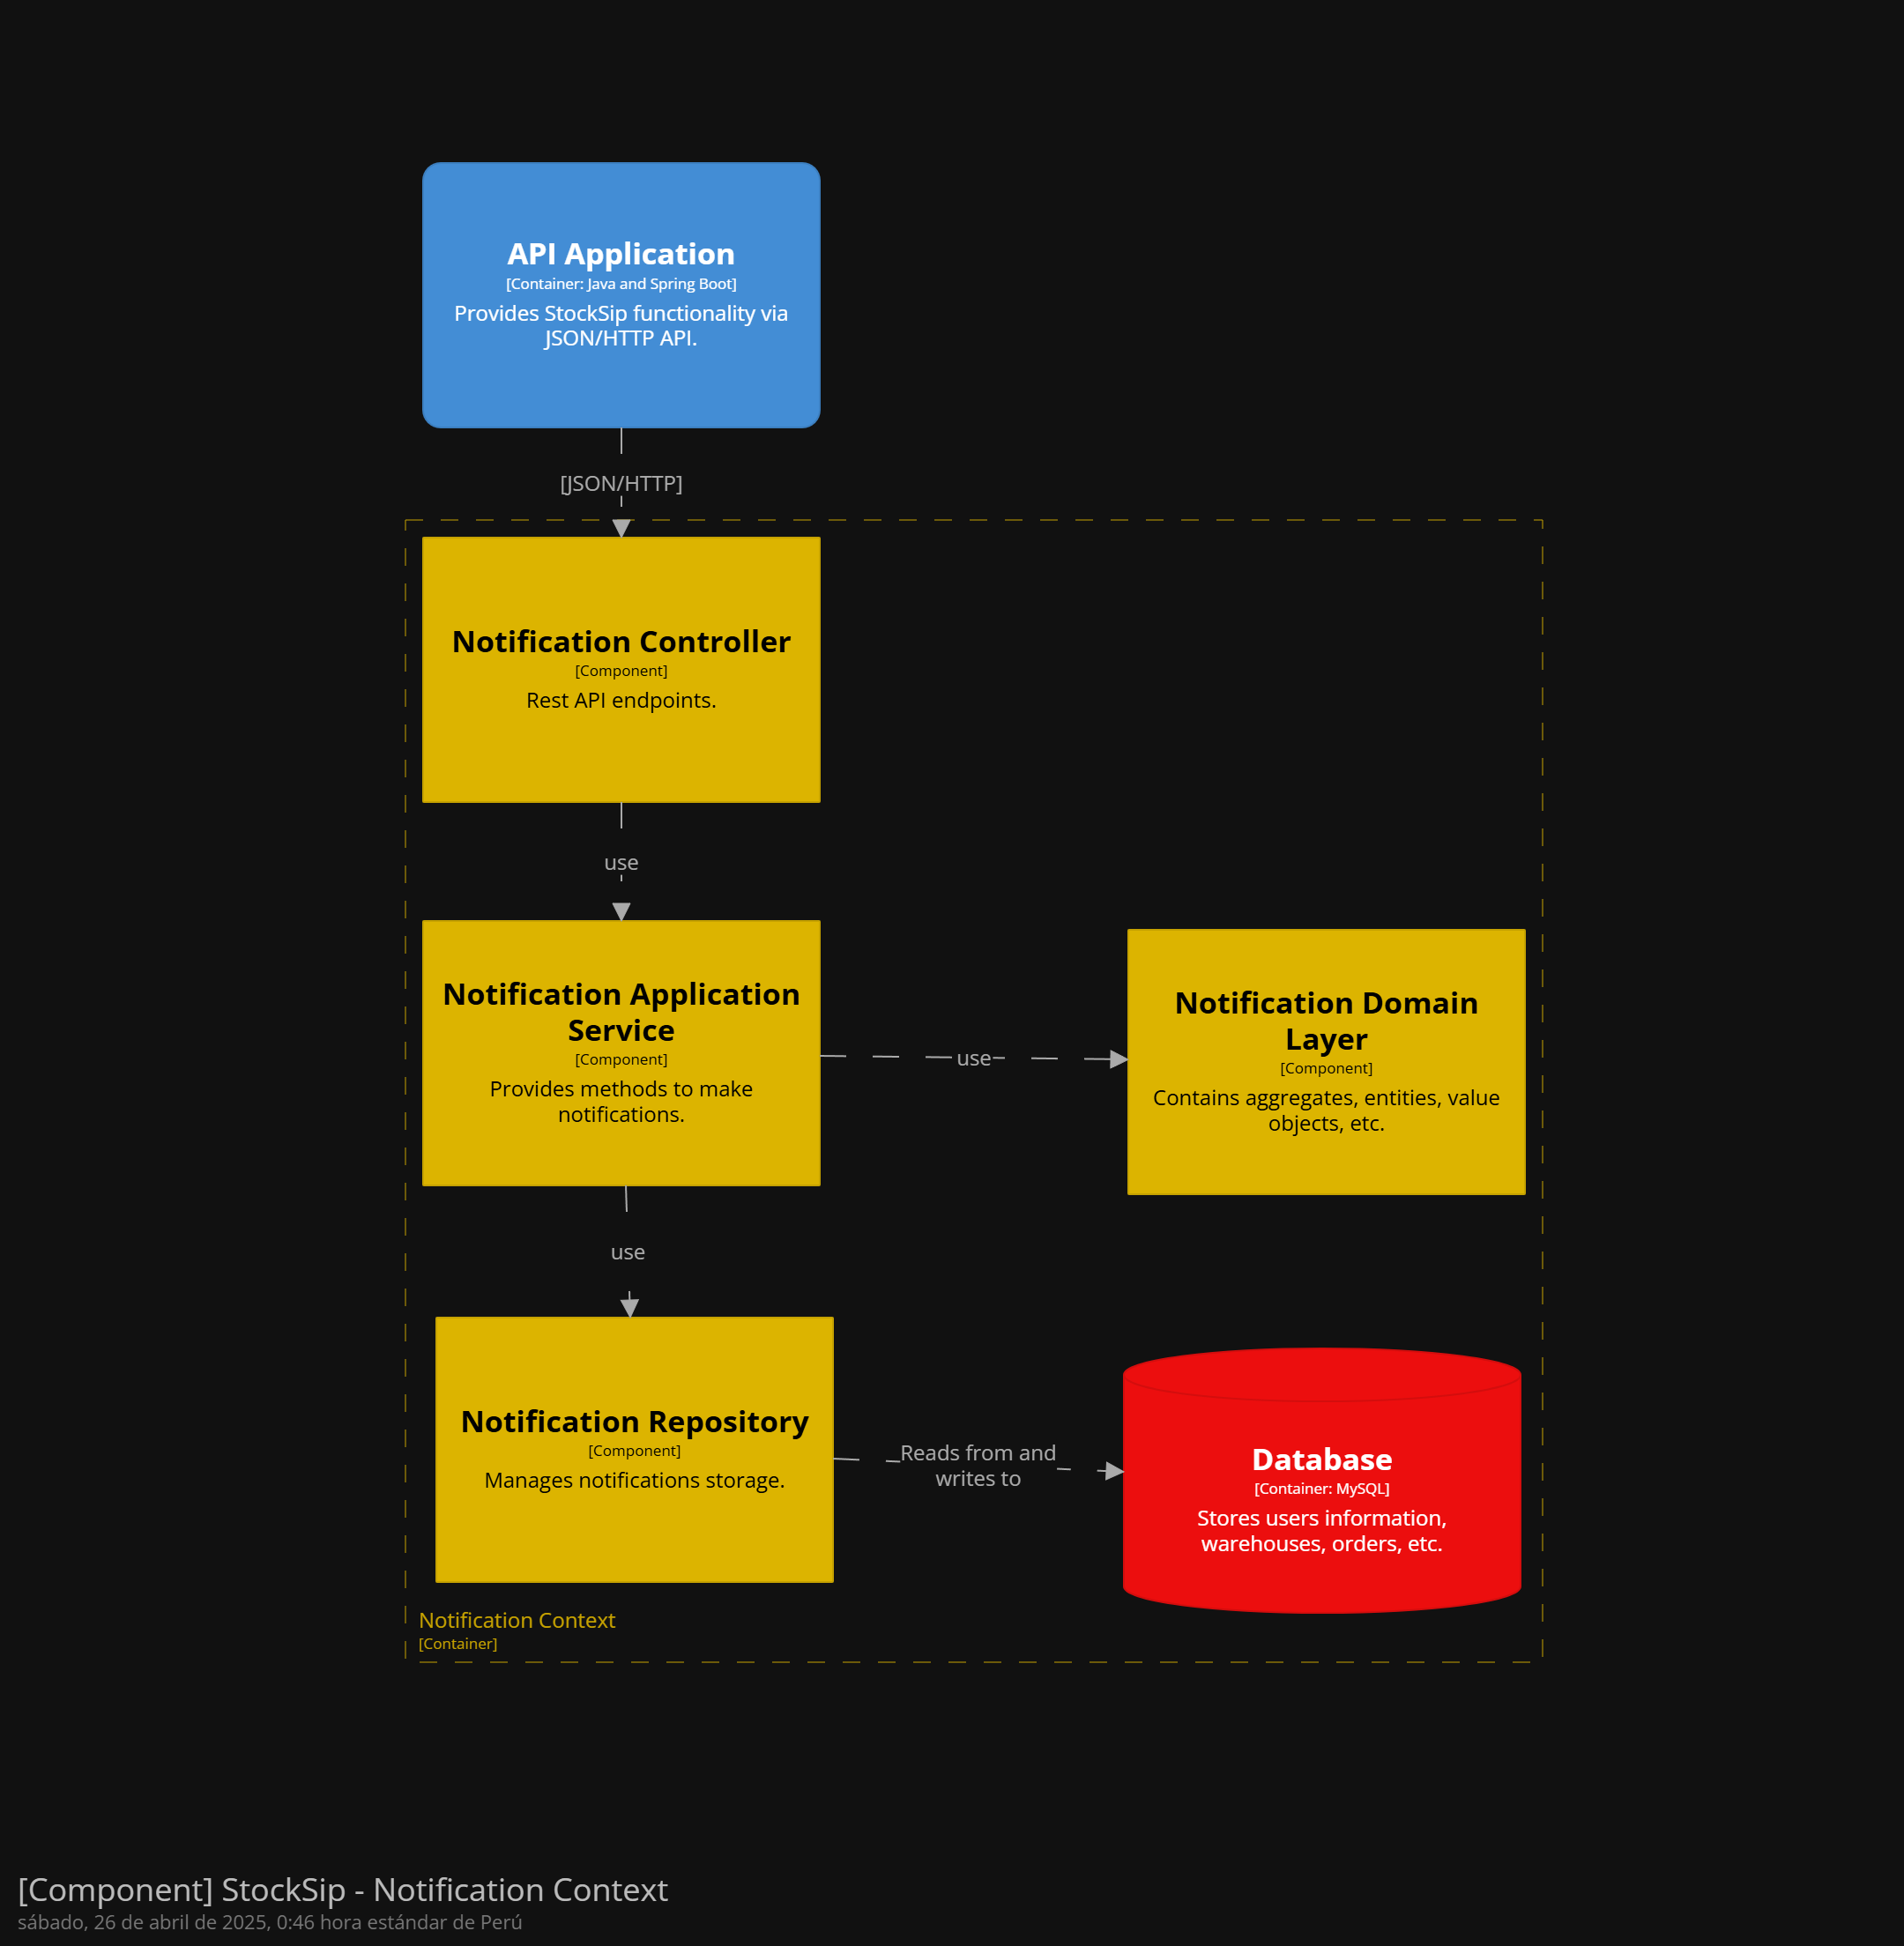 API Application
[Container: Java and Spring Boot]
Provides StockSip functionality via
JSON/HTTP API.
[JSON/HTTP]
Notification Controller
[Component]
Rest API endpoints.
use
Notification Application
Service
[Component]
Provides methods to make
notifications.
use
Notification Domain
Layer
[Component]
Contains aggregates, entities, value
objects, etc.
use
Notification Repository
[Component]
Manages notifications storage.
Reads from and
writes to
Database
[Container: MySQL]
Stores users information,
warehouses, orders, etc.
Notification Context
[Container]
[Component] StockSip - Notification Context
sábado, 26 de abril de 2025, 0:46 hora estándar de Perú